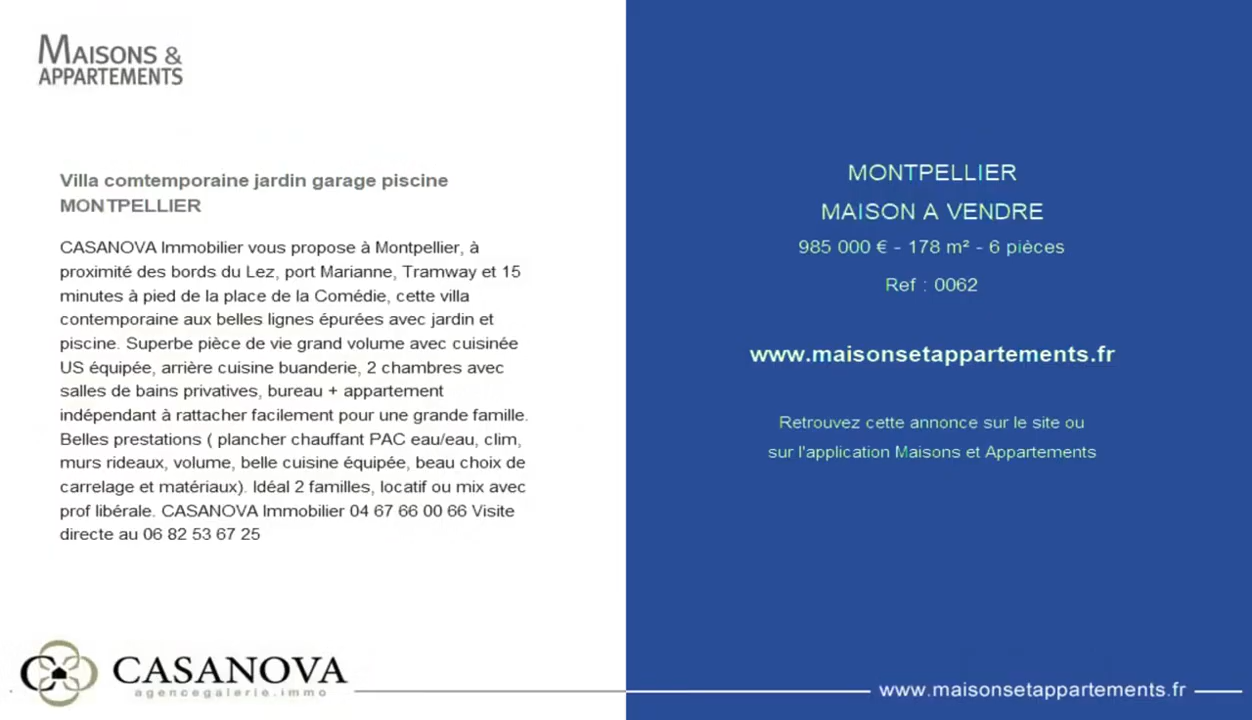 MAISONS &
APPARTEMENTS
Villa comtemporaine jardin garage piscine
MONTPELLIER
CASANOVA Immobilier vous propose à Montpellier, à
proximité des bords du Lez, port Marianne, Tramway et 15
minutes à pied de la place de la Comédie, cette villa
contemporaine aux belles lignes épurées avec jardin et
piscine. Superbe pièce de vie grand volume avec cuisinée
US équipée, arrière cuisine buanderie, 2 chambres avec
salles de bains privatives, bureau + appartement
indépendant à rattacher facilement pour une grande famille.
Belles prestations ( plancher chauffant PAC eau/eau, clim,
murs rideaux, volume, belle cuisine équipée, beau choix de
carrelage et matériaux). Idéal 2 familles, locatif ou mix avec
prof libérale. CASANOVA Immobilier 04 67 66 00 66 Visite
directe au 06 82 53 67 25
CASANOVA
agencegalerie.immo
MONTPELLIER
MAISON A VENDRE
985 000 € - 178 m² - 6 pièces
Ref : 0062
www.maisonsetappartements.fr
Retrouvez cette annonce sur le site ou
sur l'application Maisons et Appartements
www.maisonsetappartements.fr